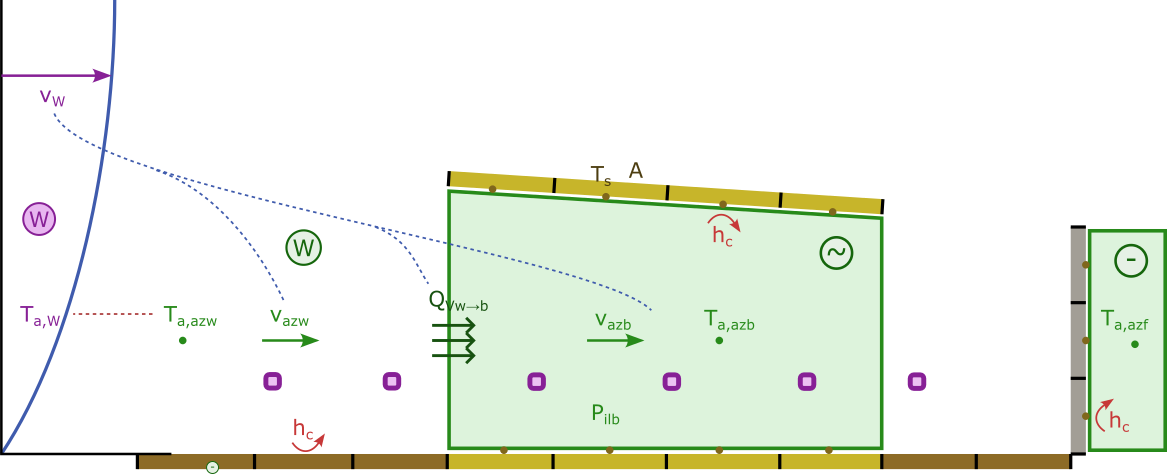 v_W
T_s A
W
W
h_c
~
-
Q_Vw→b
T_a,W
T_a,azw
v_azw
v_azb
T_a,azb
T_a,azf
P_ilb
h_c
h_c
-